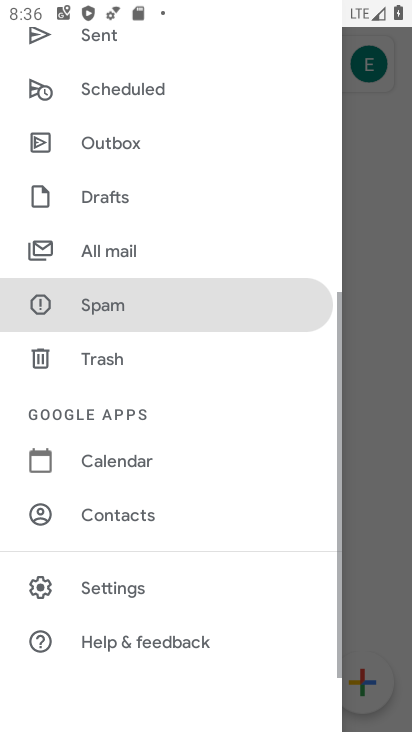 8:36
LTE
Sent
E
Scheduled
Outbox
Drafts
All mail
Spam
Trash
GOOGLE APPS
Calendar
Contacts
Settings
Help & feedback